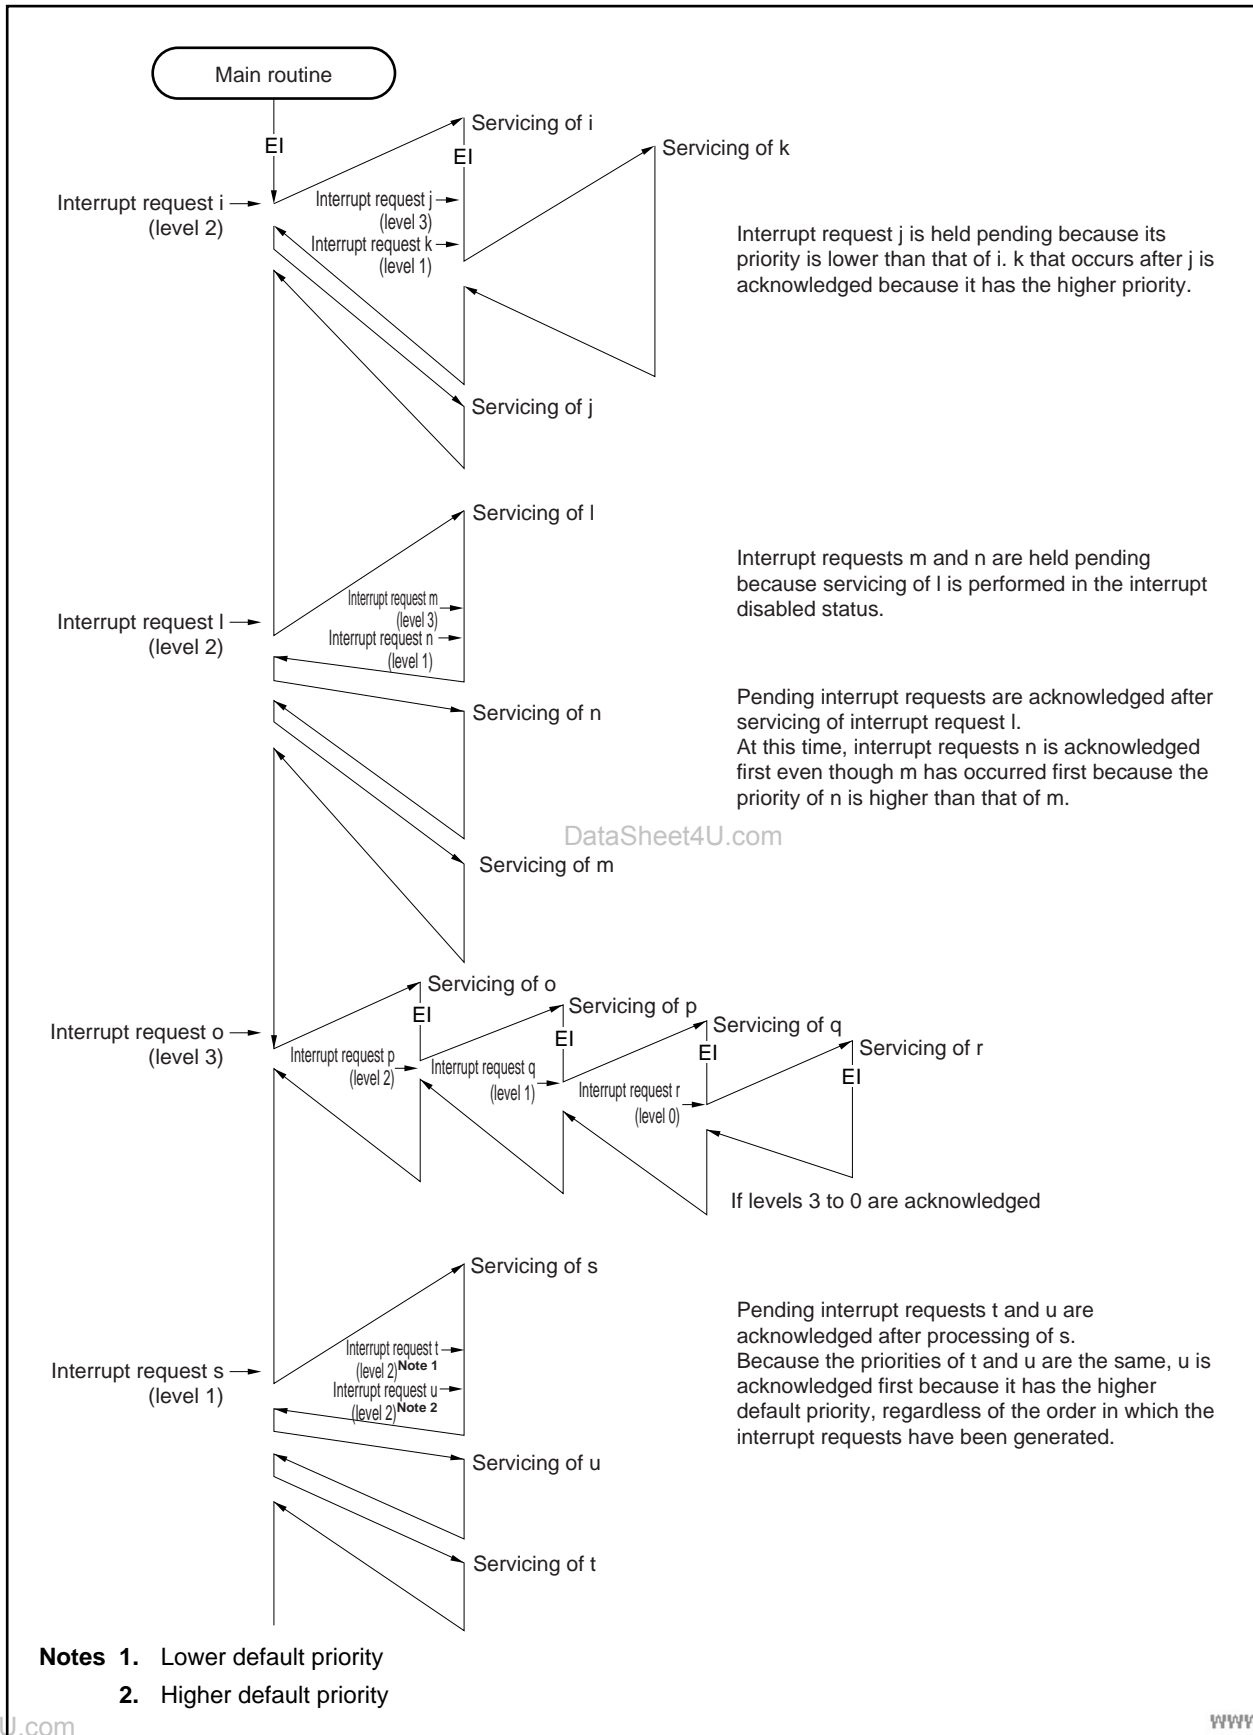 Main routine
EI
Servicing of i
EI
Servicing of k
Interrupt request i
(level 2)
Interrupt request j
(level 3)
Interrupt request k
(level 1)
Interrupt request j is held pending because its
priority is lower than that of i. k that occurs after j is
acknowledged because it has the higher priority.
Servicing of j
Servicing of l
Interrupt request l
(level 2)
Interrupt request m
(level 3)
Interrupt request n
(level 1)
Interrupt requests m and n are held pending
because servicing of l is performed in the interrupt
disabled status.
Servicing of n
Pending interrupt requests are acknowledged after
servicing of interrupt request l.
At this time, interrupt requests n is acknowledged
first even though m has occurred first because the
priority of n is higher than that of m.
DataSheet4U.com
Servicing of m
Interrupt request o
(level 3)
Servicing of o
EI
Interrupt request p
(level 2)
Servicing of p
EI
Interrupt request q
(level 1)
Servicing of q
EI
Interrupt request r
(level 0)
Servicing of r
EI
If levels 3 to 0 are acknowledged
Servicing of s
Interrupt request s
(level 1)
Interrupt request t
(level 2) Note 1
Interrupt request u
(level 2) Note 2
Pending interrupt requests t and u are
acknowledged after processing of s.
Because the priorities of t and u are the same, u is
acknowledged first because it has the higher
default priority, regardless of the order in which the
interrupt requests have been generated.
Servicing of u
Servicing of t
Notes 1. Lower default priority
2. Higher default priority
U.com